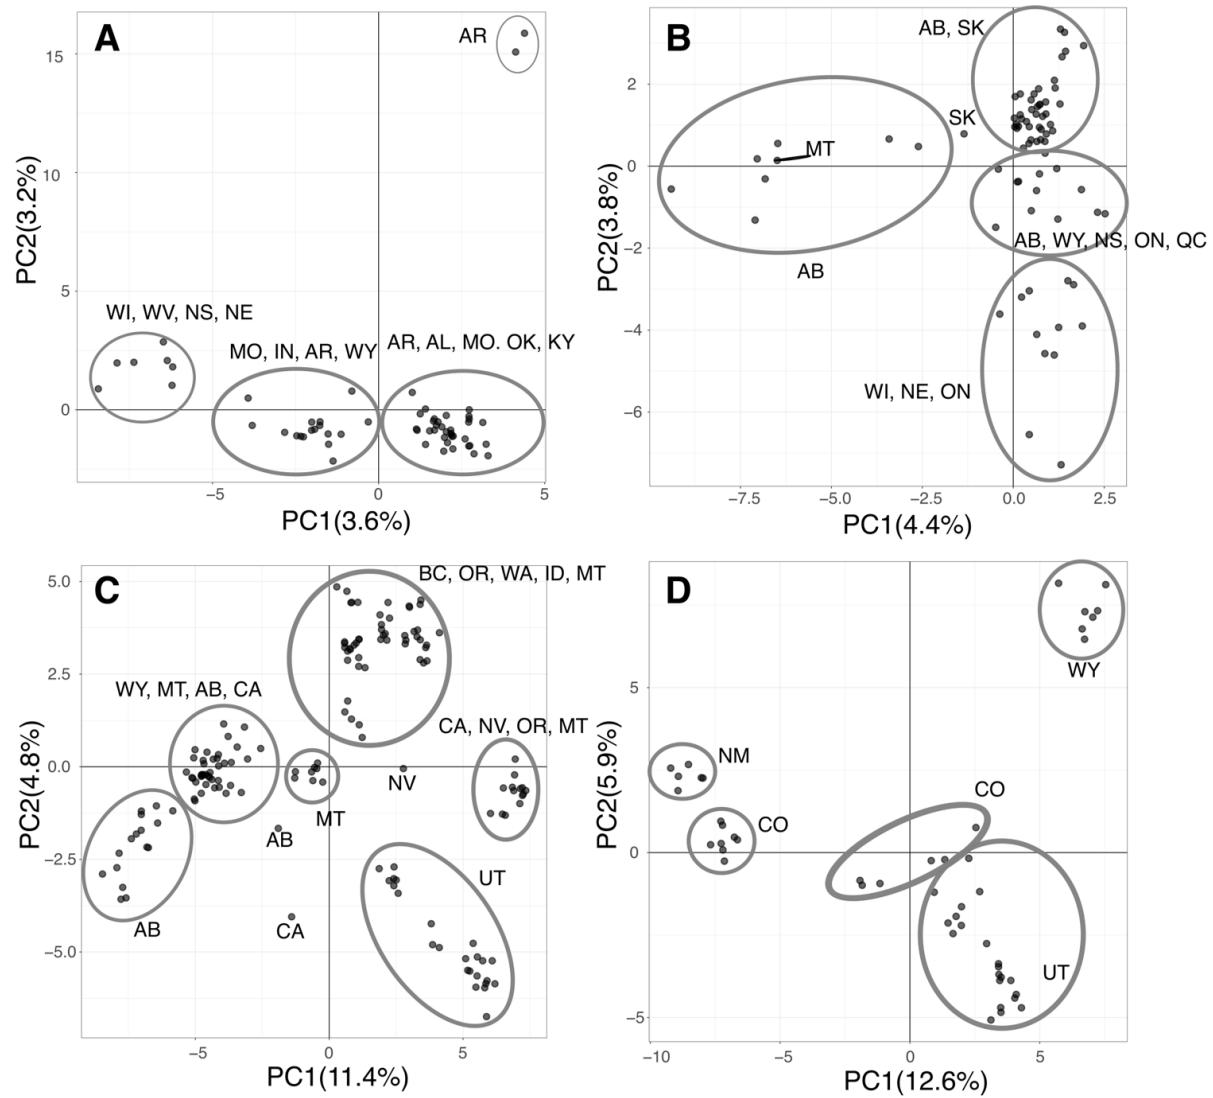 A
AR
15
10
5
0
PC2(3.2%)
WI, WV, NS, NE
MO, IN, AR, WY
AR, AL, MO. OK, KY
−5
0
5
PC1(3.6%)
B
AB, SK
SK
MT
AB
AB, WY, NS, ON, QC
WI, NE, ON
2
0
−2
−4
−6
PC2(3.8%)
−7.5
−5.0
−2.5
0.0
2.5
PC1(4.4%)
C
BC, OR, WA, ID, MT
WY, MT, AB, CA
CA, NV, OR, MT
NV
MT
AB
UT
AB
CA
5.0
2.5
0.0
−2.5
−5.0
PC2(4.8%)
−5
0
5
PC1(11.4%)
D
WY
NM
CO
CO
UT
5
0
−5
PC2(5.9%)
−10
−5
0
5
PC1(12.6%)